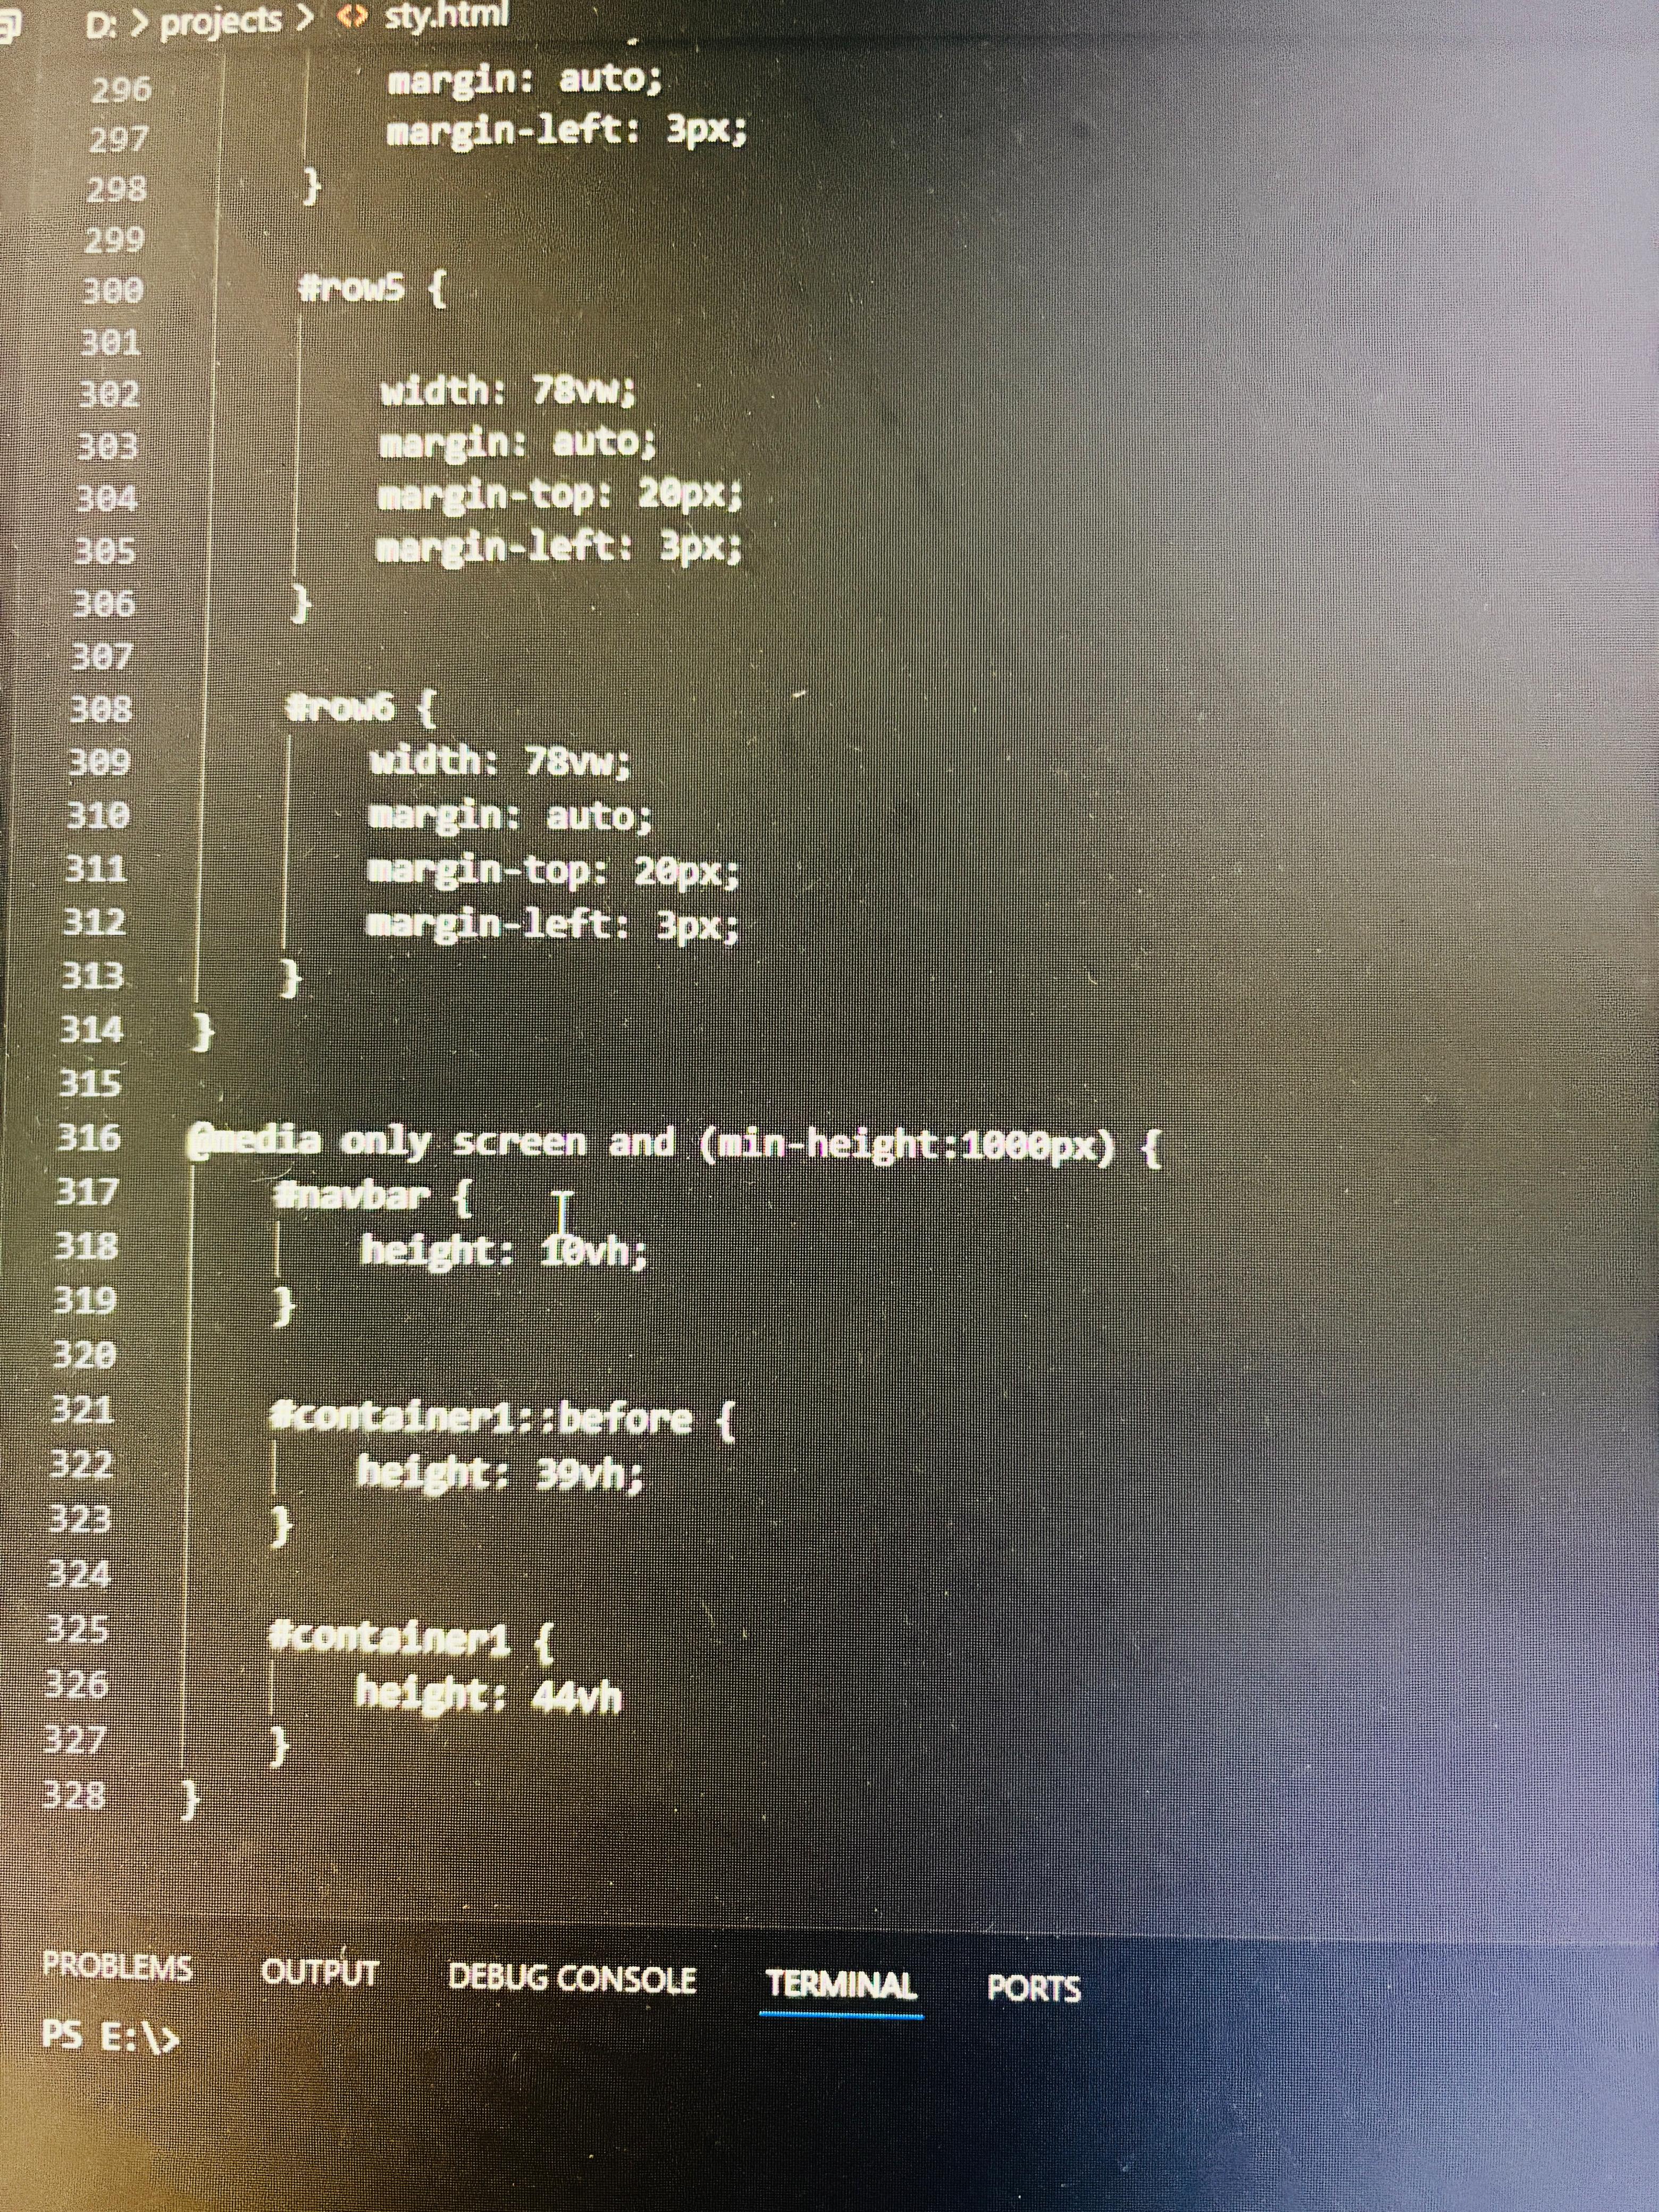 D: > projects > <> sty.html
296 margin: auto;
297 margin-left: 3px;
298 }
299
300 #row5 {
301
302 width: 78vw;
303 margin: auto;
304 margin-top: 20px;
305 margin-left: 3px;
306 }
307
308 #row6 {
309 width: 78vw;
310 margin: auto;
311 margin-top: 20px;
312 margin-left: 3px;
313 }
314 }
315
316 @media only screen and (min-height:1000px) {
317 #navbar {
318 height: 10vh;
319 }
320
321 #container1::before {
322 height: 39vh;
323 }
324
325 #container1 {
326 height: 44vh
327 }
328 }
PROBLEMS OUTPUT DEBUG CONSOLE TERMINAL PORTS
PS E:\>